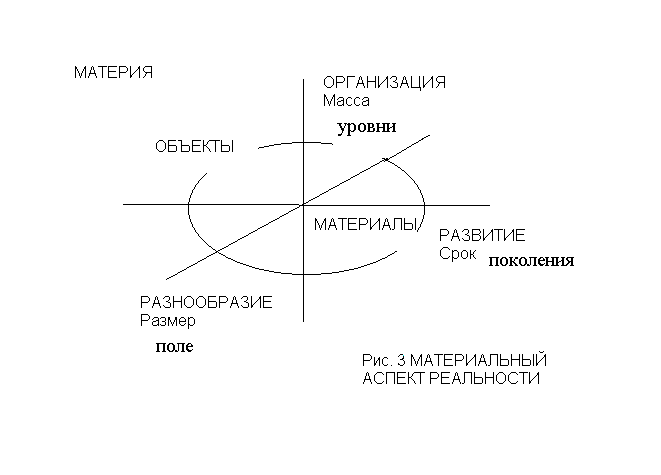 МАТЕРИЯ
ОРГАНИЗАЦИЯ
Масса
уровни
ОБЪЕКТЫ
МАТЕРИАЛЫ
РАЗВИТИЕ
Срок
поколения
РАЗНООБРАЗИЕ
Размер
поле
Рис. 3 МАТЕРИАЛЬНЫЙ
АСПЕКТ РЕАЛЬНОСТИ